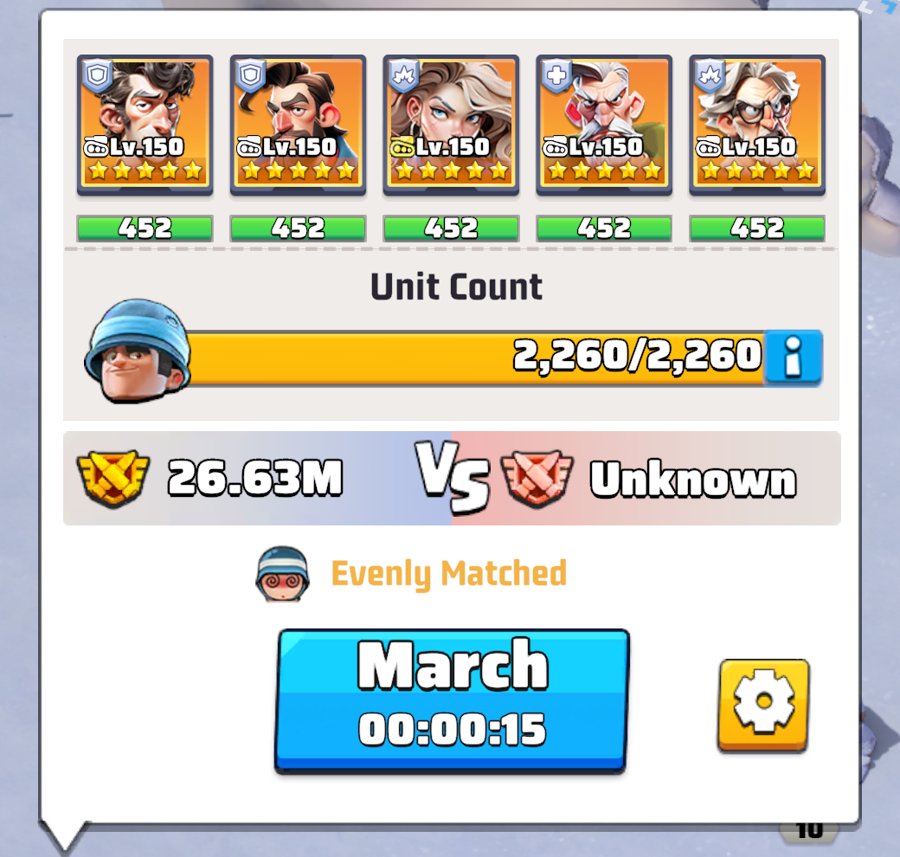 Lv.150 Lv.150 Lv.150 Lv.150 Lv.150
452 452 452 452 452
Unit Count
2,260/2,260 i
26.63M VS Unknown
Evenly Matched
March
00:00:15
10